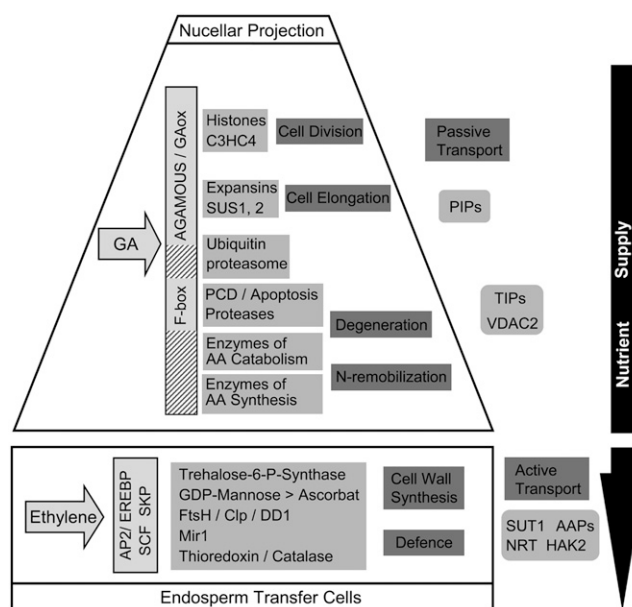 Nucellar Projection
AGAMOUS / GAox
F-box
GA
Histones
C3HC4
Cell Division
Passive
Transport
Expansins
SUS1, 2
Cell Elongation
PIPs
Ubiquitin
proteasome
PCD / Apoptosis
Proteases
Degeneration
TIPs
VDAC2
Enzymes of
AA Catabolism
N-remobilization
Enzymes of
AA Synthesis
Nutrient Supply
Ethylene
AP2/ EREBP
SCF SKP
Trehalose-6-P-Synthase
GDP-Mannose > Ascorbat
FtsH / Clp / DD1
Mir1
Thioredoxin / Catalase
Cell Wall
Synthesis
Defence
Active
Transport
SUT1 AAPs
NRT HAK2
Endosperm Transfer Cells